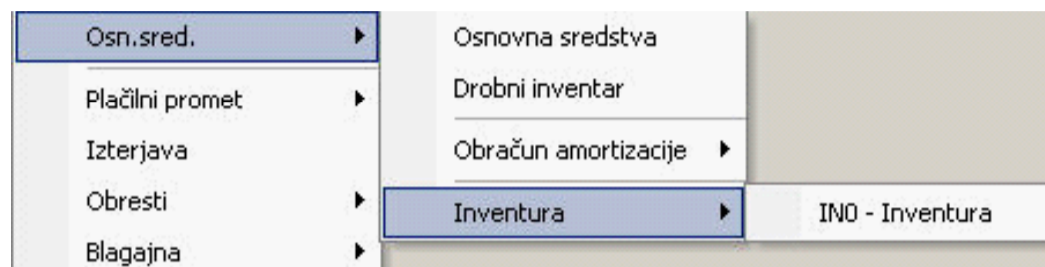 Osn.sred.
Plačilni promet
Izterjava
Obresti
Blagajna
Osnovna sredstva
Drobni inventar
Obračun amortizacije
Inventura
IN0 - Inventura